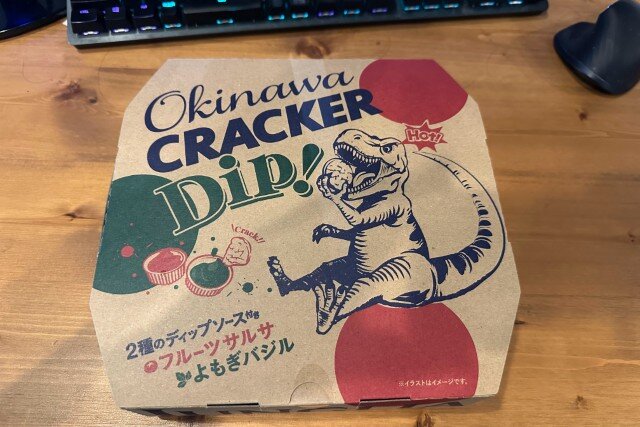 Okinawa
CRACKER
Dip!
HOT!
Crack!!
2種のディップソース付き
フルーツサルサ
よもぎバジル
※イラストはイメージです。